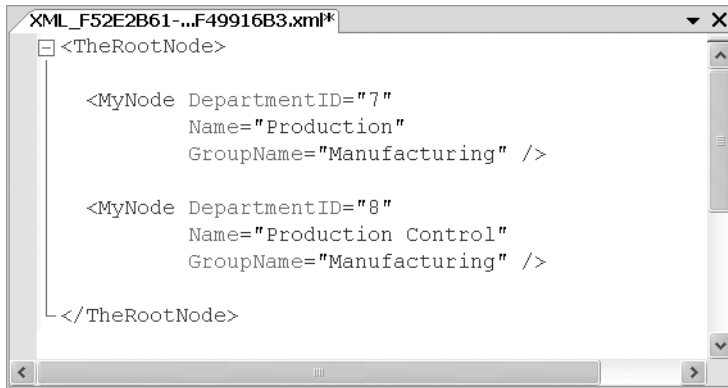 XML_F52E2B61-...F49916B3.xml*
<TheRootNode>
<MyNode DepartmentID="7"
Name="Production"
GroupName="Manufacturing" />
<MyNode DepartmentID="8"
Name="Production Control"
GroupName="Manufacturing" />
</TheRootNode>